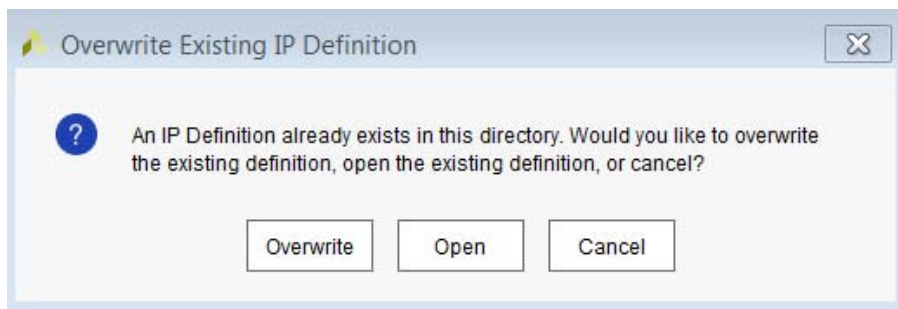 Overwrite Existing IP Definition
An IP Definition already exists in this directory. Would you like to overwrite
the existing definition, open the existing definition, or cancel?
Overwrite Open Cancel